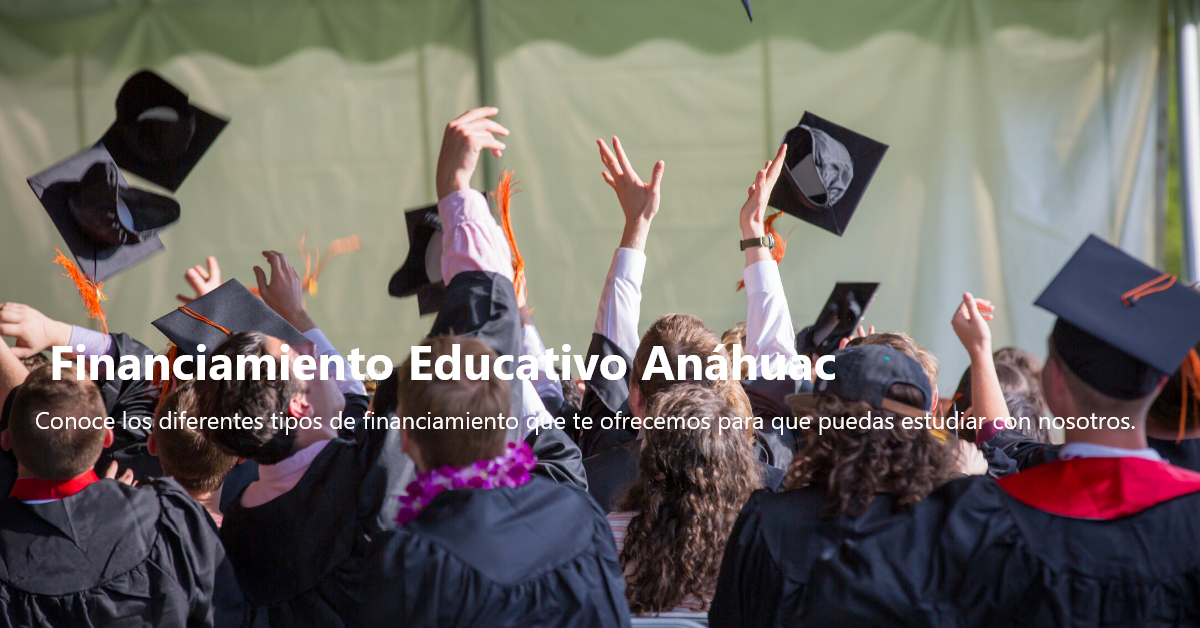 Financiamiento Educativo Anáhuac
Conoce los diferentes tipos de financiamiento que te ofrecemos para que puedas estudiar con nosotros.